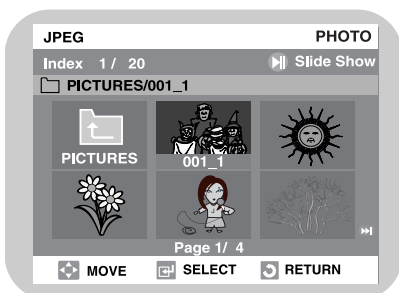 JPEG PHOTO
Index 1/ 20 Slide Show
PICTURES/001_1
PICTURES 001_1
Page 1/ 4
MOVE SELECT RETURN